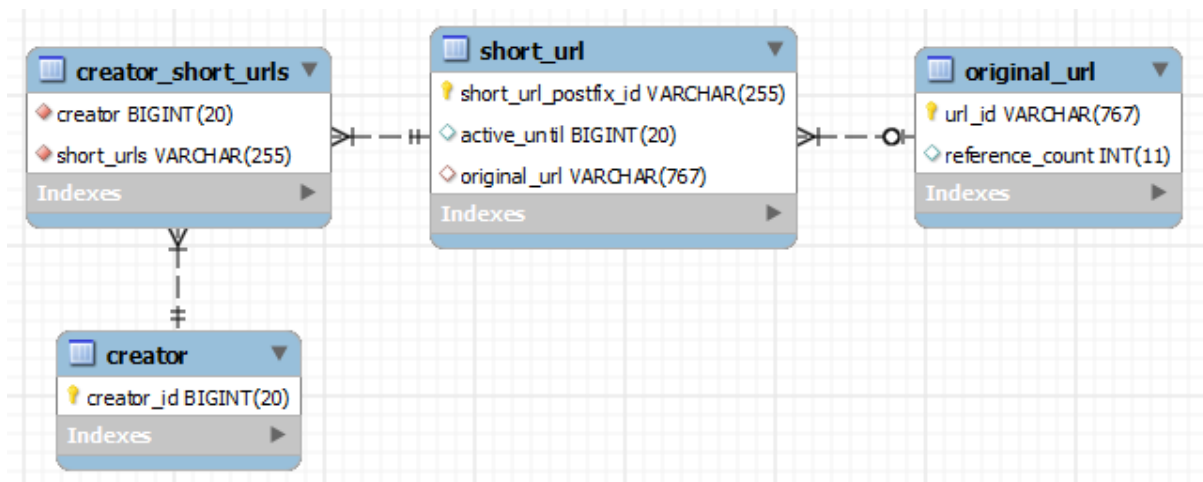 creator_short_urls
creator BIGINT(20)
short_urls VARCHAR(255)
Indexes
short_url
short_url_postfix_id VARCHAR(255)
active_until BIGINT(20)
original_url VARCHAR(767)
Indexes
original_url
url_id VARCHAR(767)
reference_count INT(11)
Indexes
creator
creator_id BIGINT(20)
Indexes